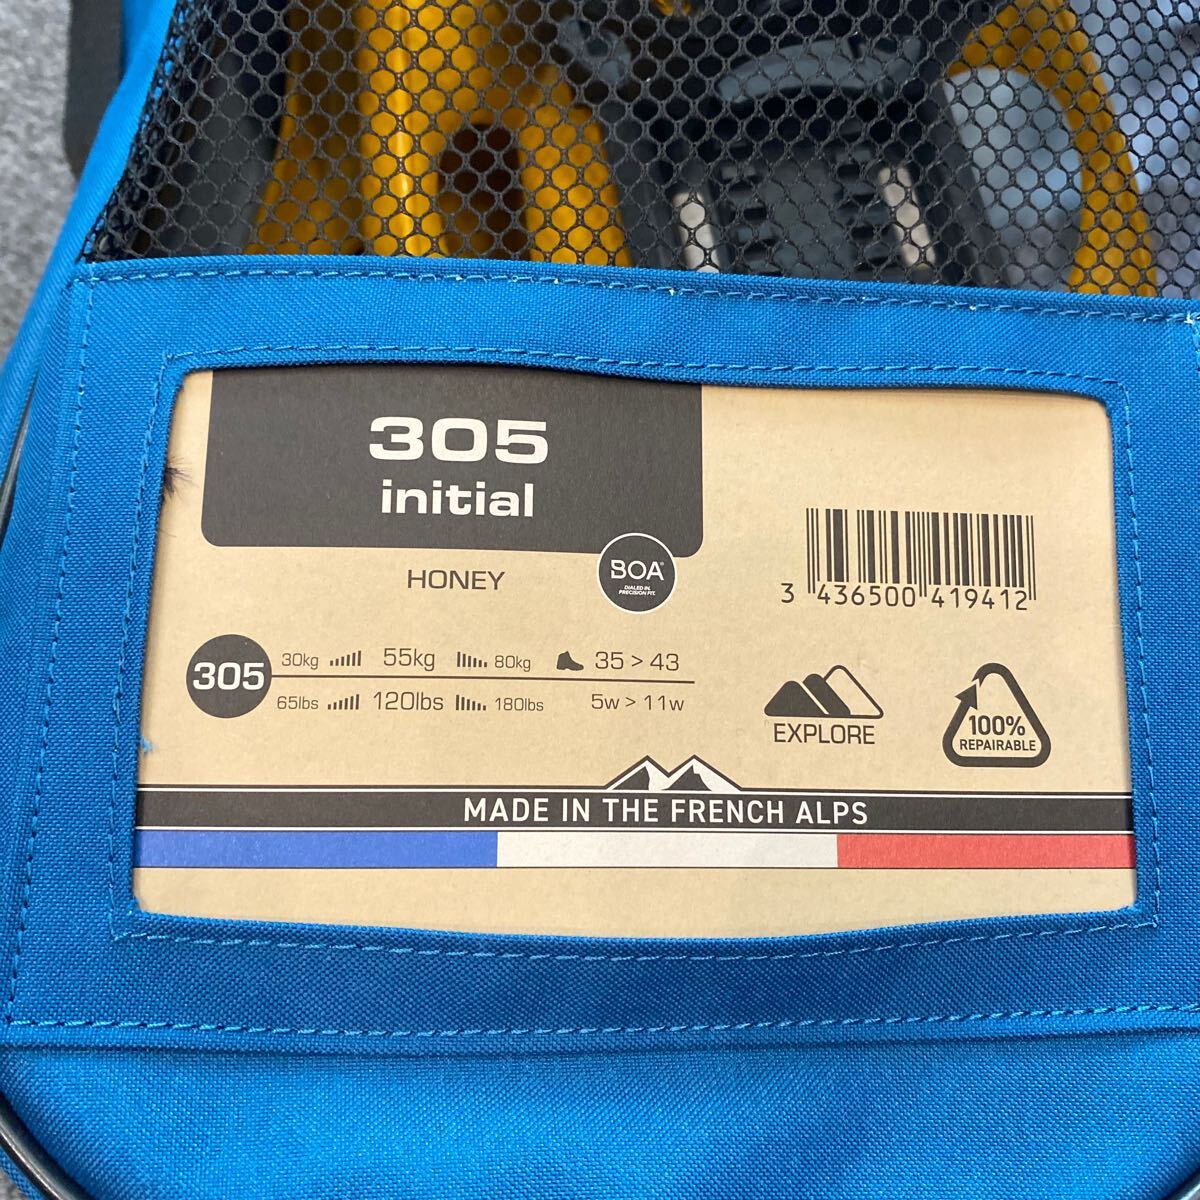 305
initial
HONEY
BOA®
DIALED IN.
PRECISION FIT.
3 436500 419412
305
30kg 55kg 80kg 35 > 43
65lbs 120lbs 180lbs 5w > 11w
EXPLORE
100%
REPAIRABLE
MADE IN THE FRENCH ALPS